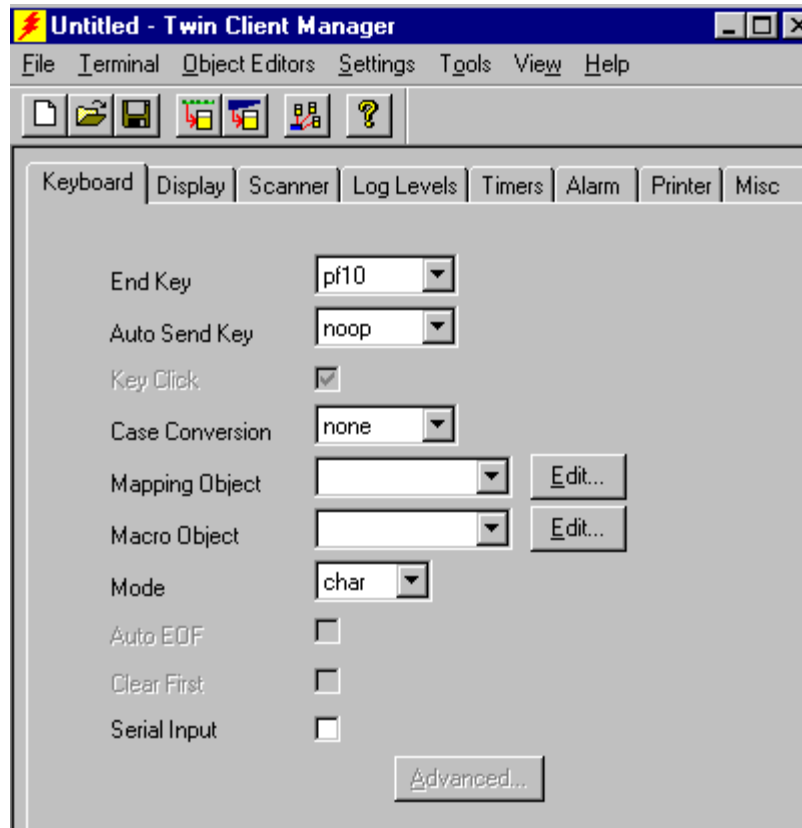 Untitled - Twin Client Manager
File Terminal Object Editors Settings Tools View Help
Keyboard Display Scanner Log Levels Timers Alarm Printer Misc
End Key pf10
Auto Send Key noop
Key Click
Case Conversion none
Mapping Object Edit...
Macro Object Edit...
Mode char
Auto EOF
Clear First
Serial Input
Advanced...